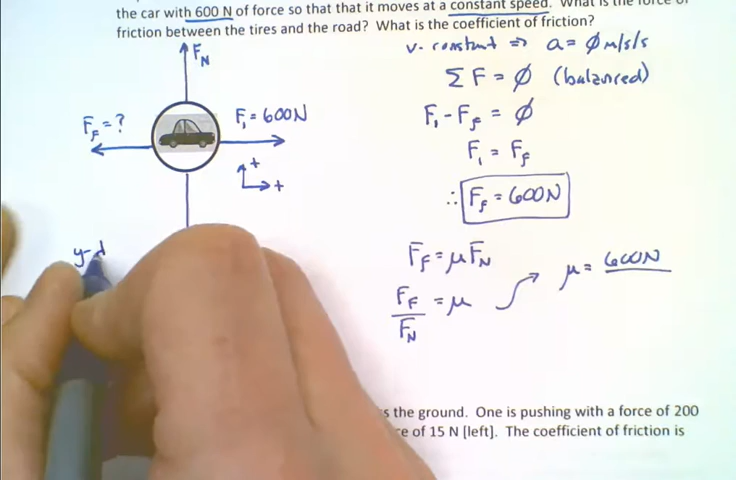 the car with 600 N of force so that that it moves at a constant speed. What is the force of
friction between the tires and the road? What is the coefficient of friction?
v-constant ⇒ a = ∅ m/s/s
F_N
ΣF = ∅ (balanced)
F_f = ?
F₁ = 600N
F₁ - F_f = ∅
F₁ = F_f
+
+
∴ F_f = 600N
y-d
F_f = μF_N
F_f/F_N = μ
μ = 600N
s the ground. One is pushing with a force of 200
ce of 15 N [left]. The coefficient of friction is